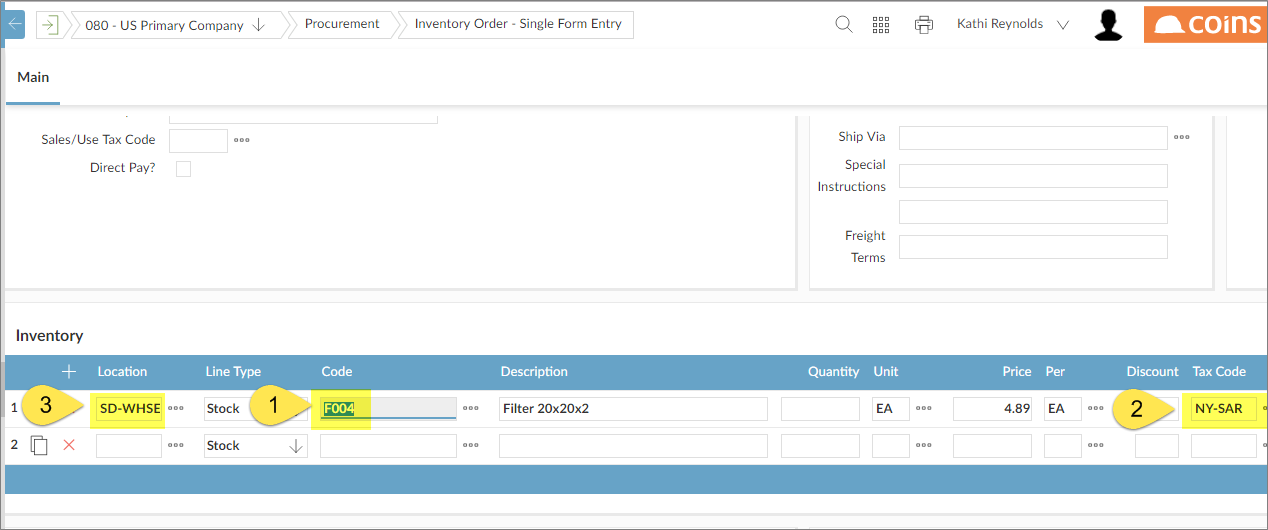 080 - US Primary Company
Procurement
Inventory Order - Single Form Entry
Kathi Reynolds
coins
Main
Sales/Use Tax Code
Direct Pay?
Ship Via
Special
Instructions
Freight
Terms
Inventory
Location Line Type Code Description Quantity Unit Price Per Discount Tax Code
1 3 SD-WHSE Stock 1 F004 Filter 20x20x2 EA 4.89 EA 2 NY-SAR
2 Stock